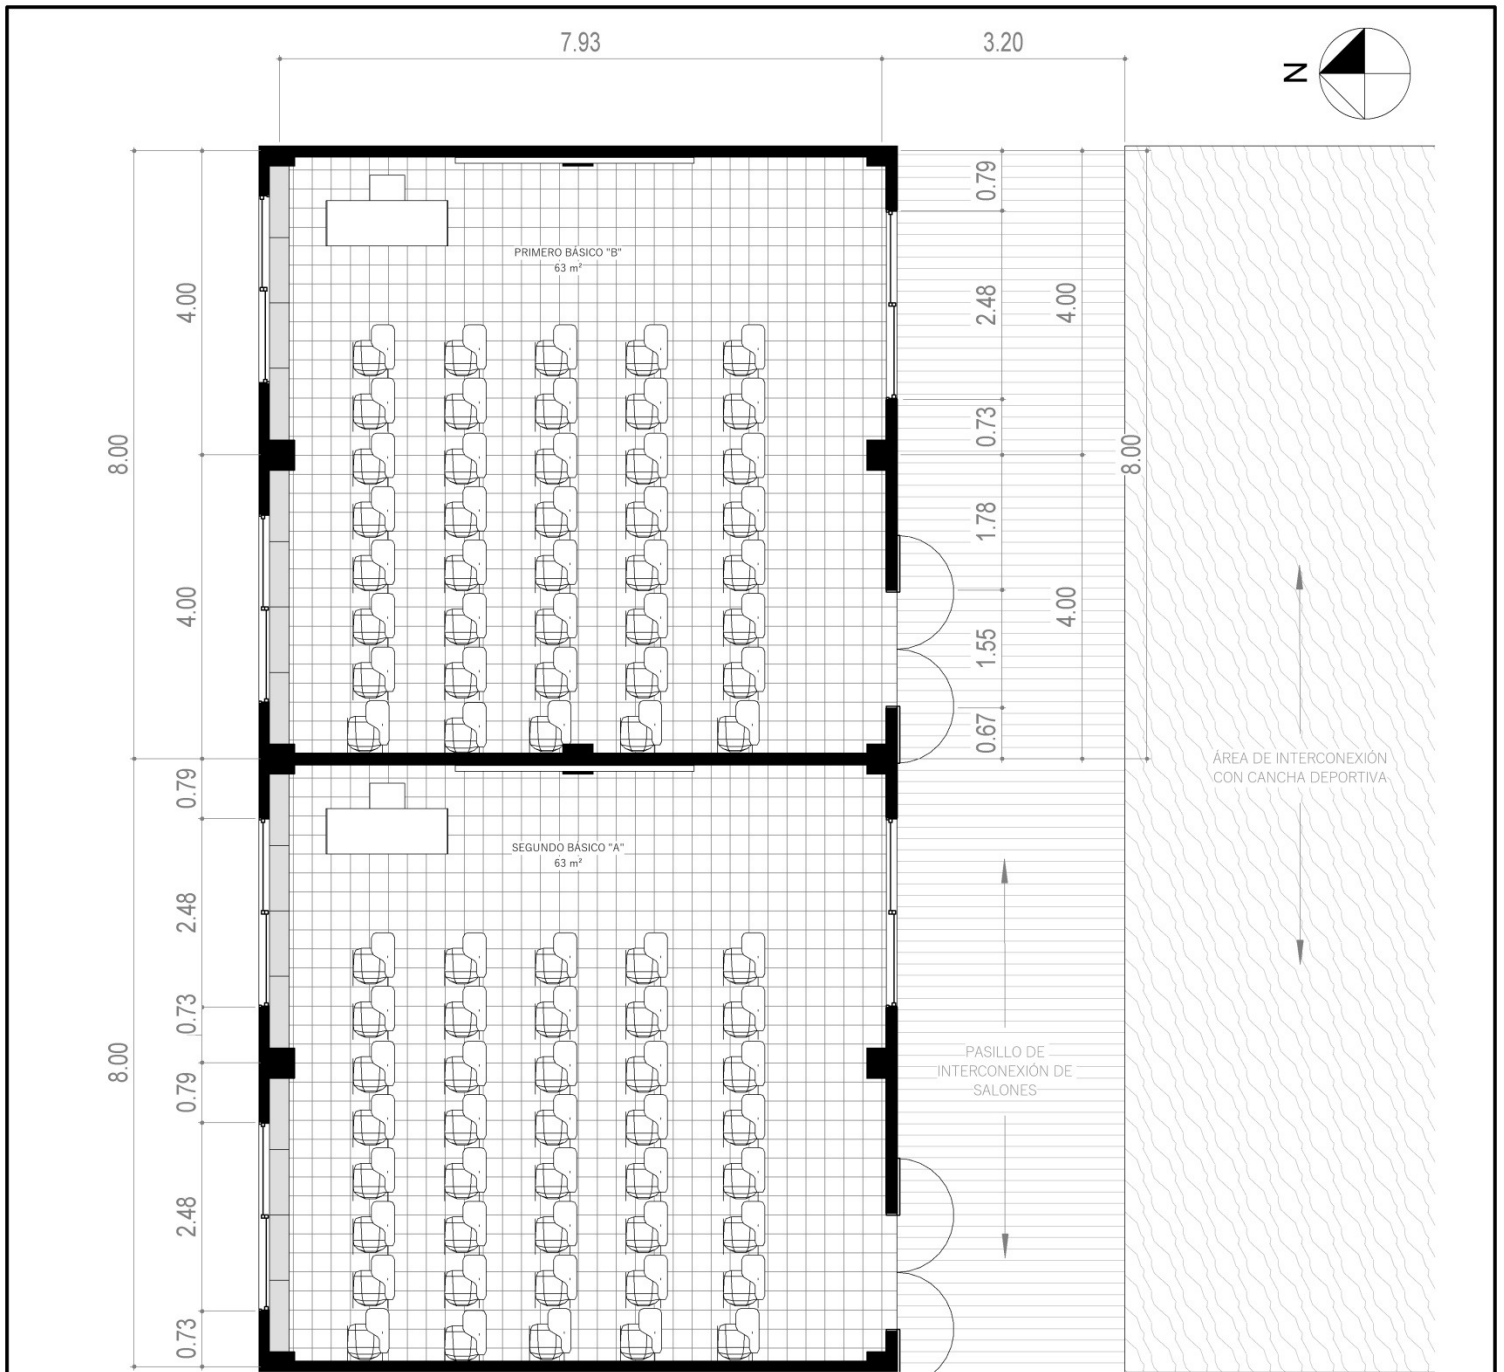 7.93
3.20
N
0.79
4.00
2.48
4.00
PRIMERO BÁSICO "B"
63 m²
8.00
0.73
8.00
1.78
4.00
1.55
4.00
0.67
0.79
ÁREA DE INTERCONEXIÓN
CON CANCHA DEPORTIVA
SEGUNDO BÁSICO "A"
63 m²
2.48
0.73
8.00
0.79
PASILLO DE
INTERCONEXIÓN DE
SALONES
2.48
0.73